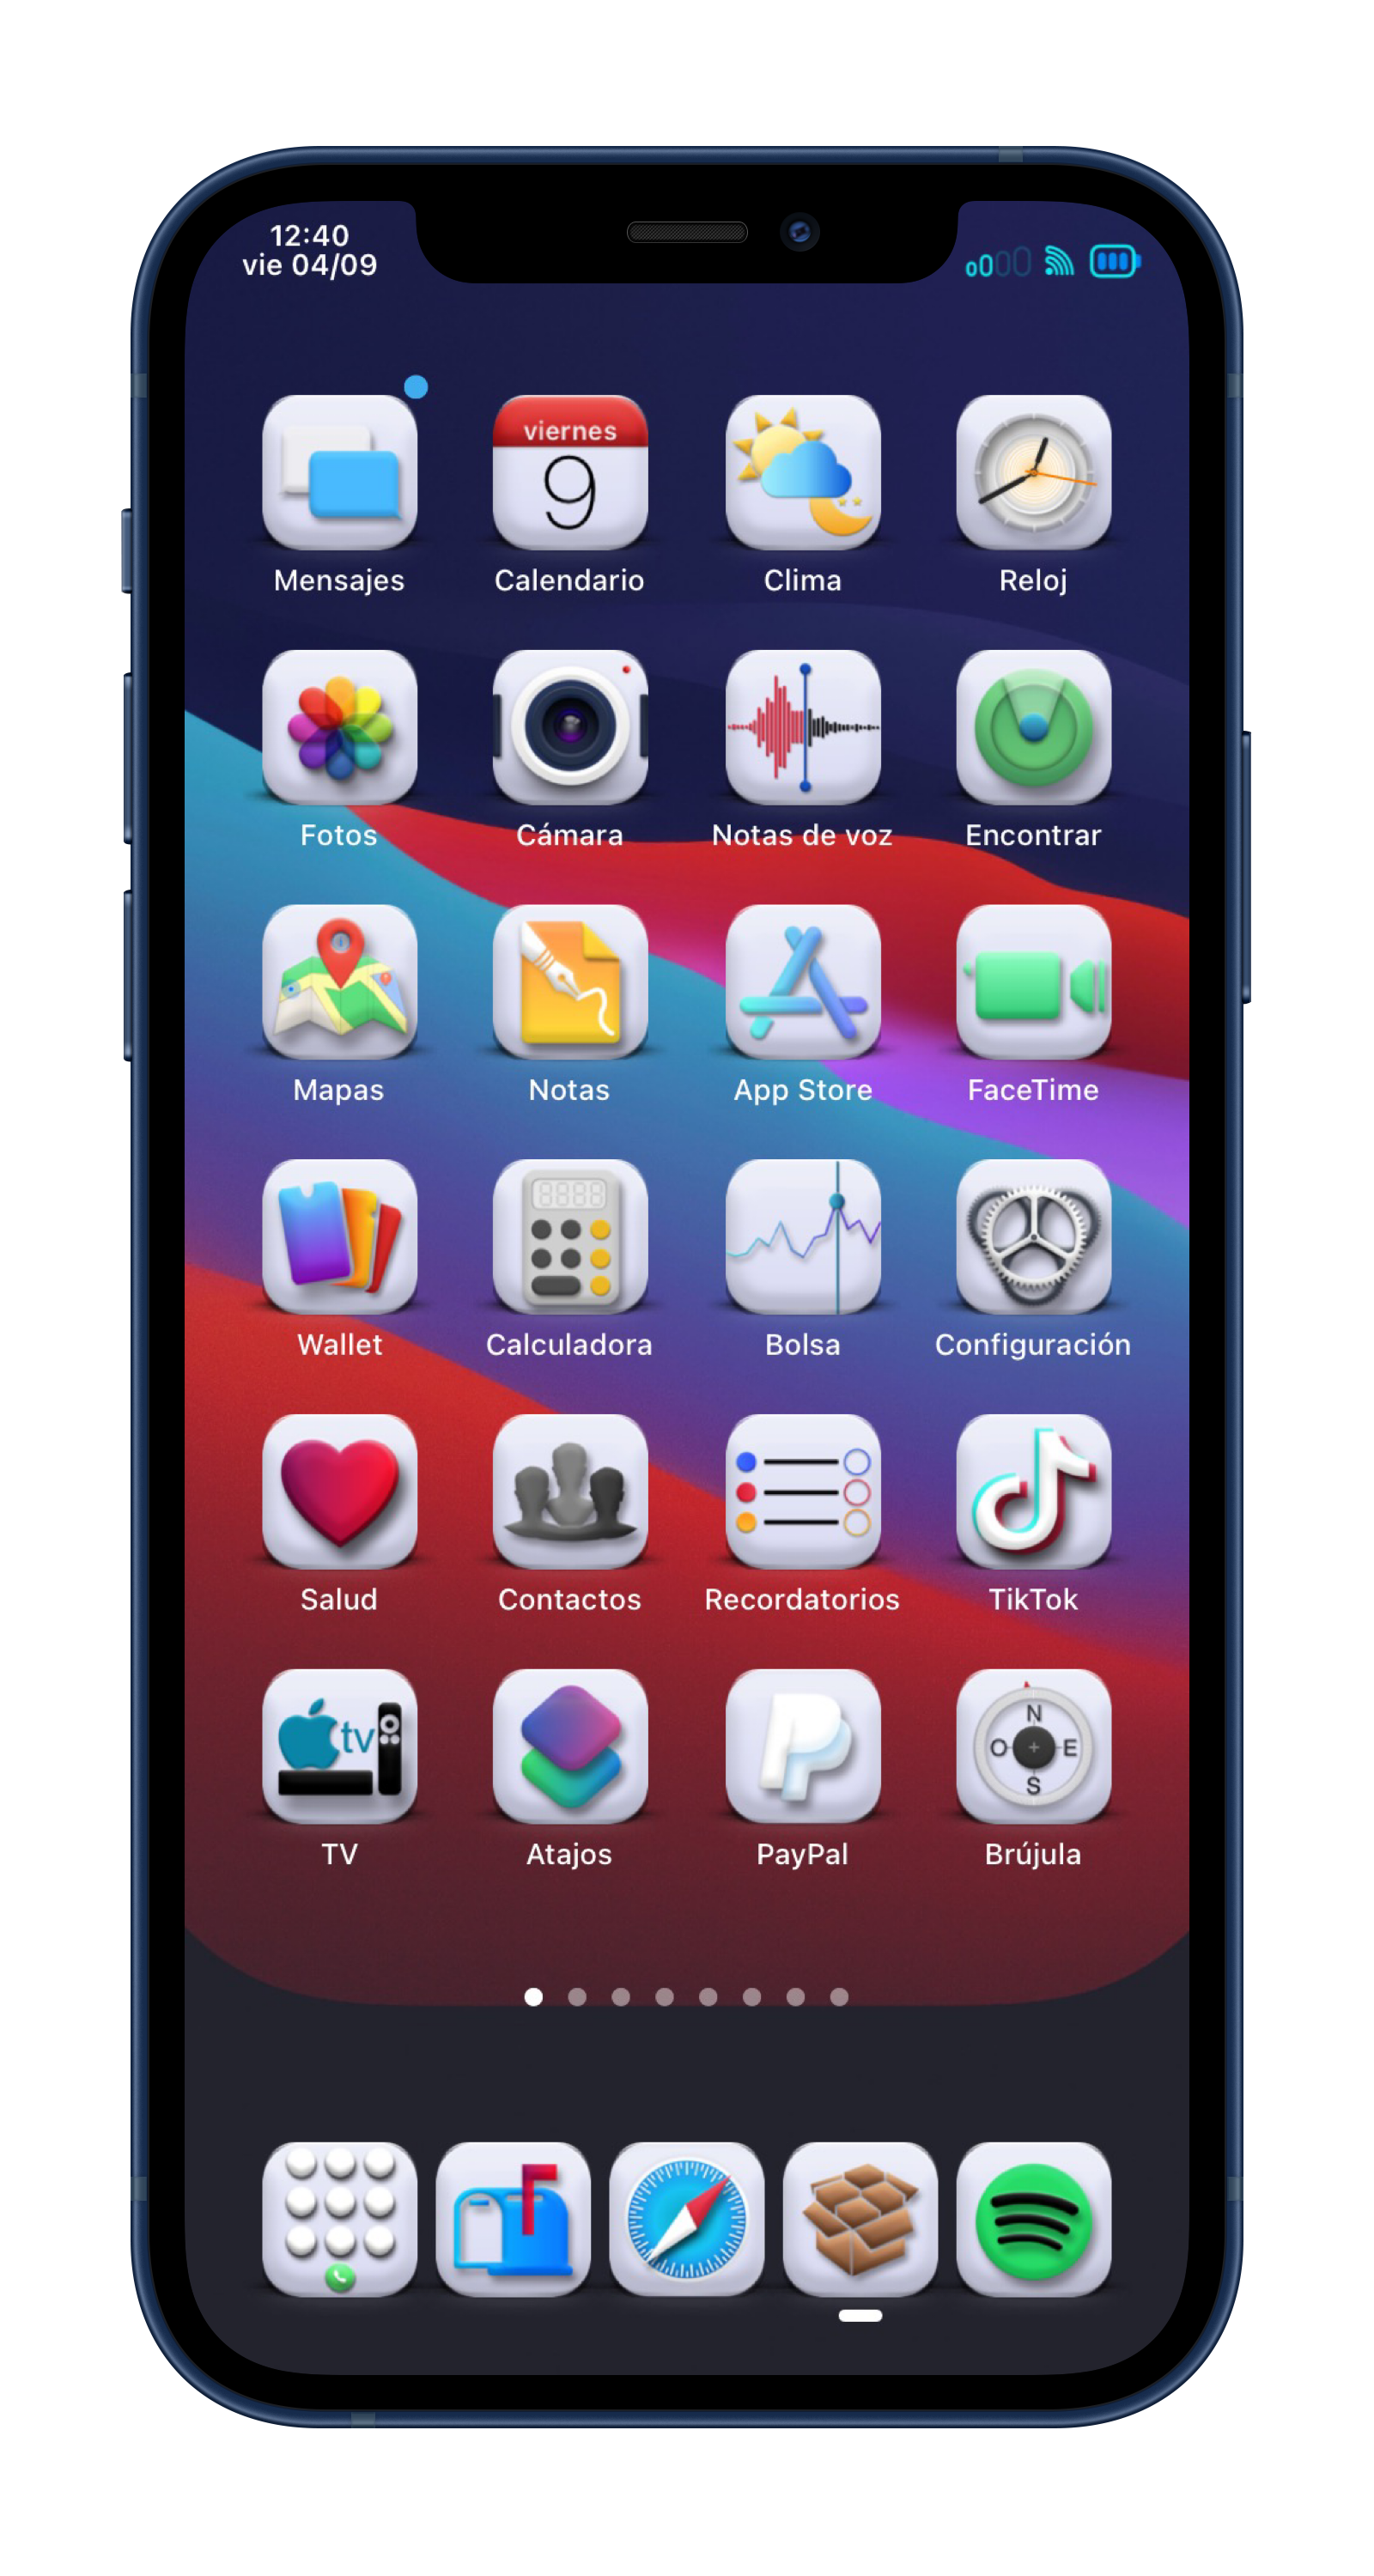 12:40
vie 04/09
viernes
9
Mensajes
Calendario
Clima
Reloj
Fotos
Cámara
Notas de voz
Encontrar
Mapas
Notas
App Store
FaceTime
8888
Wallet
Calculadora
Bolsa
Configuración
Salud
Contactos
Recordatorios
TikTok
tv
N
O
E
S
TV
Atajos
PayPal
Brújula